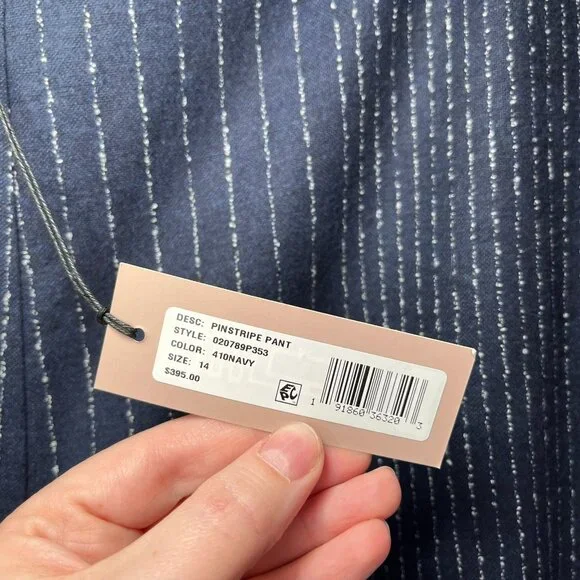 DESC: PINSTRIPE PANT
STYLE: 020789P353
COLOR: 410NAVY
SIZE: 14
$395.00
1 91860 36320 3